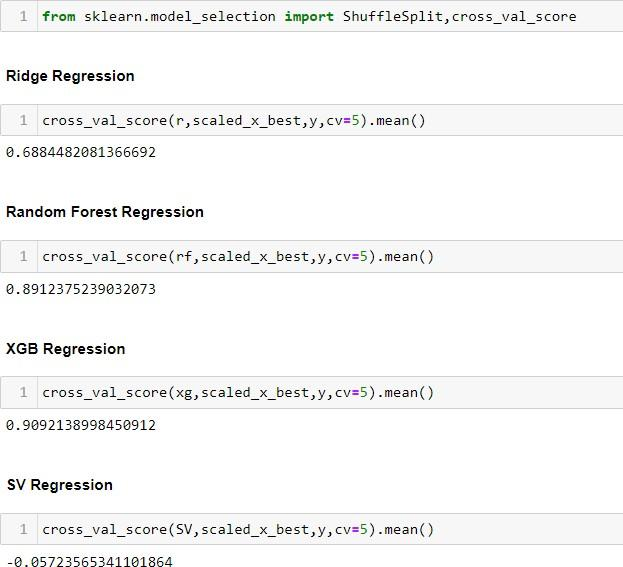 1 from sklearn.model_selection import ShuffleSplit,cross_val_score
Ridge Regression
1 cross_val_score(r,scaled_x_best,y,cv=5).mean()
0.6884482081366692
Random Forest Regression
1 cross_val_score(rf,scaled_x_best,y,cv=5).mean()
0.8912375239032073
XGB Regression
1 cross_val_score(xg,scaled_x_best,y,cv=5).mean()
0.9092138998450912
SV Regression
1 cross_val_score(SV,scaled_x_best,y,cv=5).mean()
-0.05723565341101864